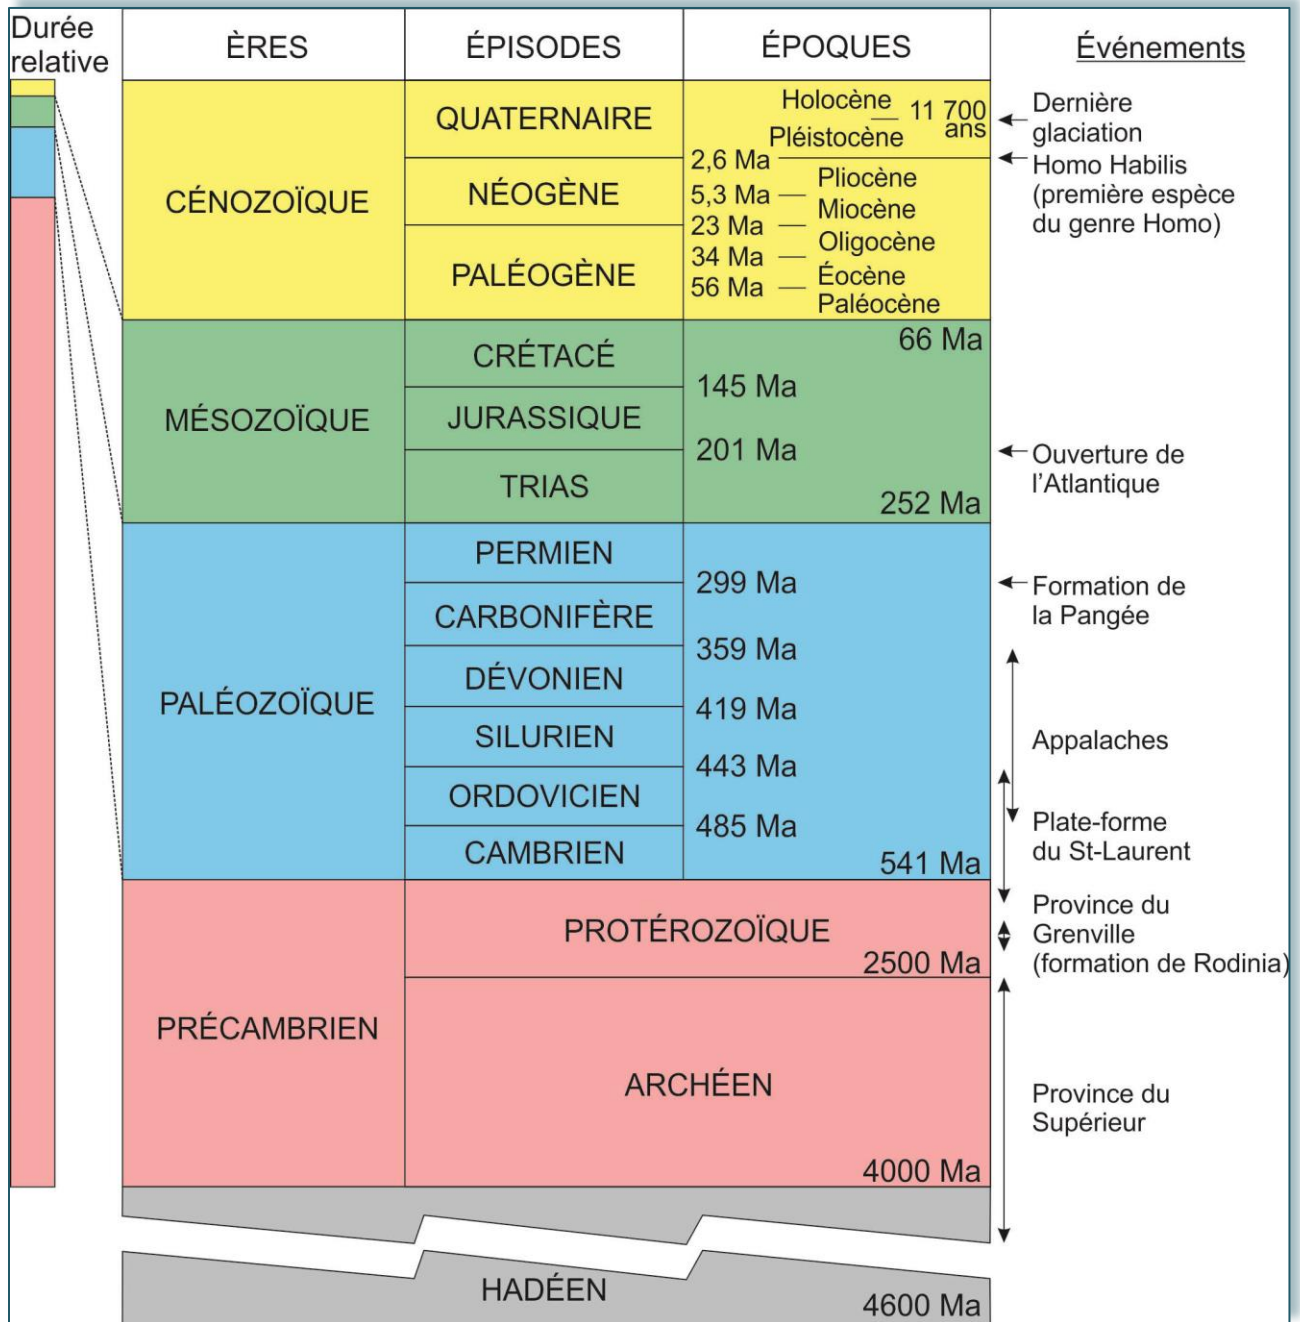 Durée
relative
ÈRES
ÉPISODES
ÉPOQUES
Événements
CÉNOZOÏQUE
QUATERNAIRE
Holocène
11 700
ans
Pléistocène
Dernière
glaciation
2,6 Ma
Homo Habilis
(première espèce
du genre Homo)
NÉOGÈNE
Pliocène
5,3 Ma
Miocène
23 Ma
PALÉOGÈNE
Oligocène
34 Ma
Éocène
56 Ma
Paléocène
MÉSOZOÏQUE
CRÉTACÉ
66 Ma
145 Ma
JURASSIQUE
201 Ma
Ouverture de
l'Atlantique
TRIAS
252 Ma
PALÉOZOÏQUE
PERMIEN
299 Ma
Formation de
la Pangée
CARBONIFÈRE
359 Ma
DÉVONIEN
419 Ma
SILURIEN
Appalaches
443 Ma
ORDOVICIEN
485 Ma
Plate-forme
du St-Laurent
CAMBRIEN
541 Ma
PRÉCAMBRIEN
PROTÉROZOÏQUE
2500 Ma
Province du
Grenville
(formation de Rodinia)
ARCHÉEN
4000 Ma
Province du
Supérieur
HADÉEN
4600 Ma